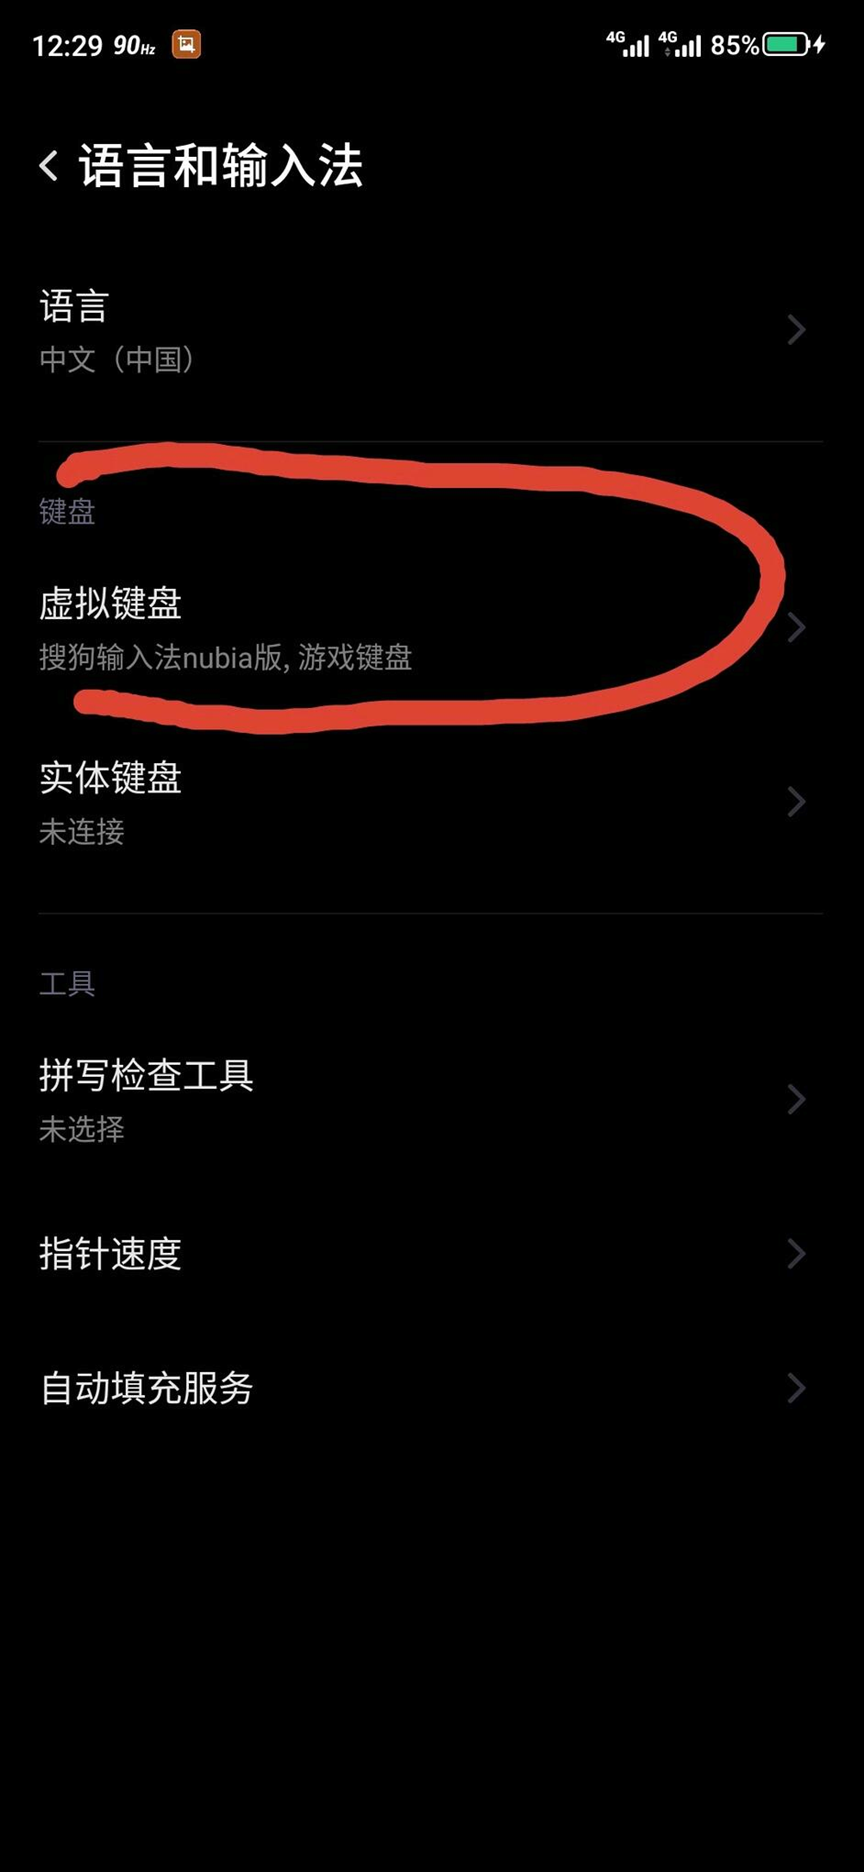 12:29 90Hz 4G 4G 85%
语言和输入法
语言
中文（中国）
键盘
虚拟键盘
搜狗输入法nubia版, 游戏键盘
实体键盘
未连接
工具
拼写检查工具
未选择
指针速度
自动填充服务